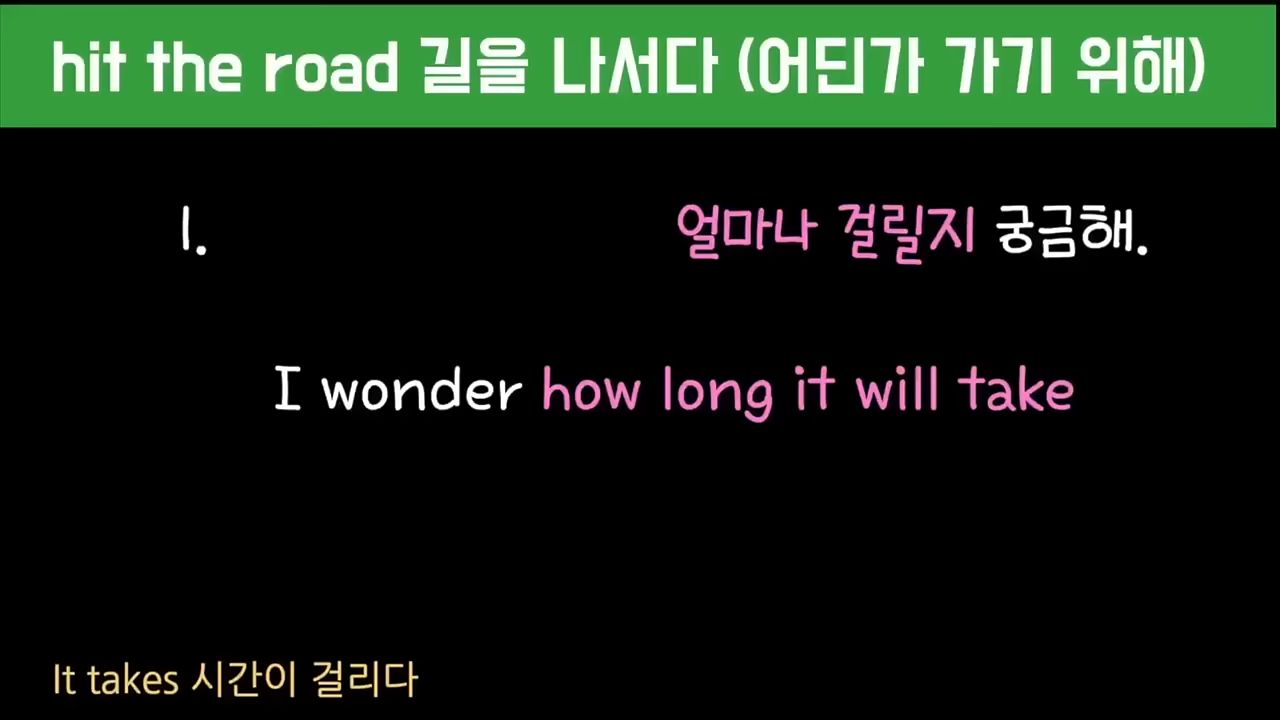 hit the road 길을 나서다 (어딘가 가기 위해)
1. 얼마나 걸릴지 궁금해.
I wonder how long it will take
It takes 시간이 걸리다